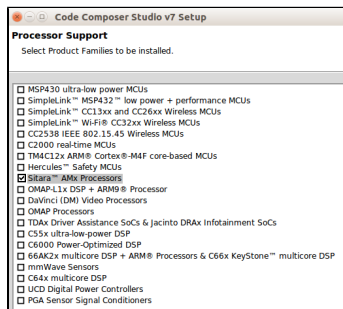 Code Composer Studio v7 Setup
Processor Support
Select Product Families to be installed.
MSP430 ultra-low power MCUs
SimpleLink™ MSP432™ low power + performance MCUs
SimpleLink™ CC13xx and CC26xx Wireless MCUs
SimpleLink™ Wi-Fi® CC32xx Wireless MCUs
CC2538 IEEE 802.15.45 Wireless MCUs
C2000 real-time MCUs
TM4C12x ARM® Cortex®-M4F core-based MCUs
Hercules™ Safety MCUs
Sitara™ AMx Processors
OMAP-L1x DSP + ARM9® Processor
DaVinci (DM) Video Processors
OMAP Processors
TDAx Driver Assistance SoCs & Jacinto DRAx Infotainment SoCs
C55x ultra-low-power DSP
C6000 Power-Optimized DSP
66AK2x multicore DSP + ARM® Processors & C66x KeyStone™ multicore DSP
mmWave Sensors
C64x multicore DSP
UCD Digital Power Controllers
PGA Sensor Signal Conditioners